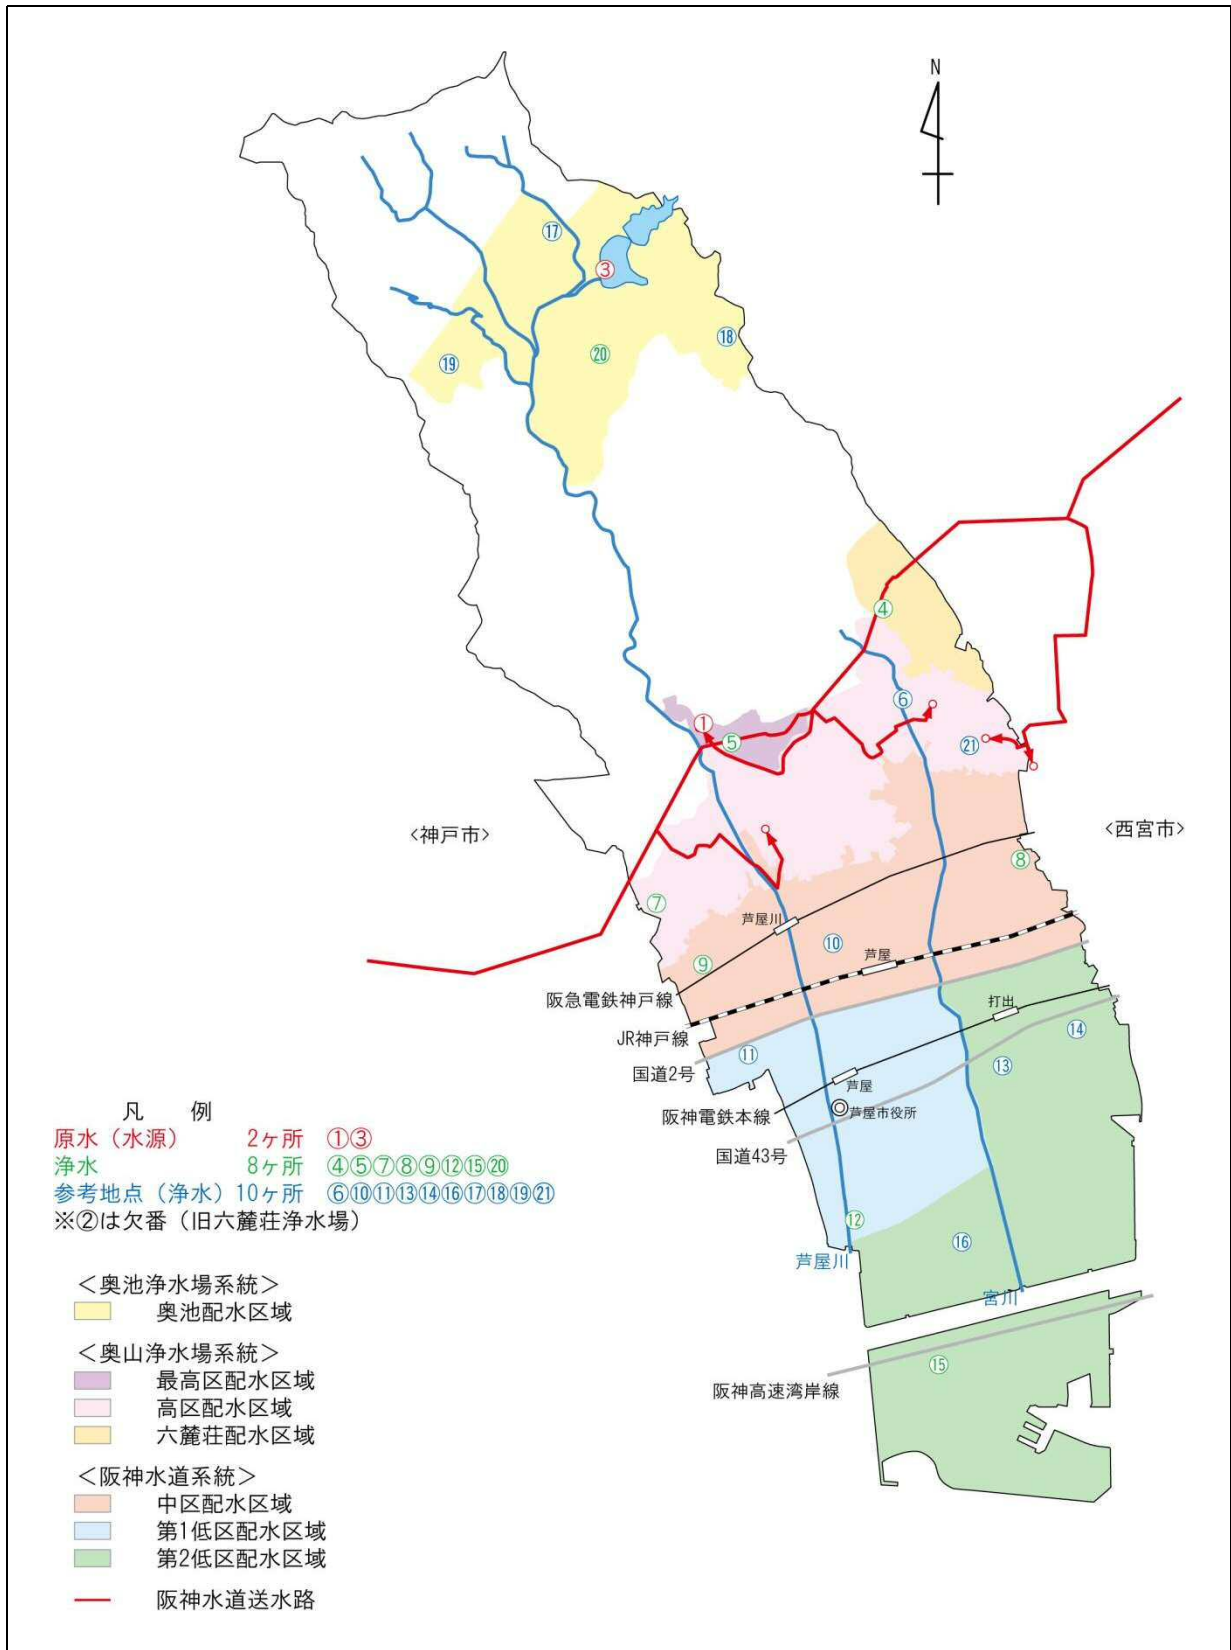 N
⑰
③
⑱
⑳
⑲
④
⑥
①
⑤
㉑
<神戸市>
<西宮市>
⑧
⑦
芦屋川
⑩
⑨
芦屋
阪急電鉄神戸線
打出
JR神戸線
⑭
⑪
⑬
国道2号
芦屋
阪神電鉄本線
芦屋市役所
国道43号
凡　例
原水（水源）　2ヶ所　①③
浄水　8ヶ所　④⑤⑦⑧⑨⑫⑮⑳
参考地点（浄水）10ヶ所　⑥⑩⑪⑬⑭⑯⑰⑱⑲㉑
※②は欠番（旧六麓荘浄水場）
⑫
⑯
芦屋川
宮川
<奥池浄水場系統>
奥池配水区域
<奥山浄水場系統>
最高区配水区域
高区配水区域
六麓荘配水区域
⑮
阪神高速湾岸線
<阪神水道系統>
中区配水区域
第1低区配水区域
第2低区配水区域
阪神水道送水路